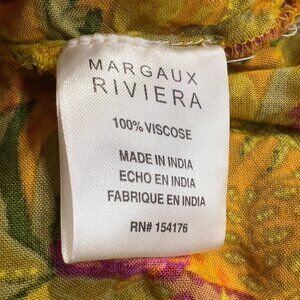 MARGAUX
RIVIERA
100% VISCOSE
MADE IN INDIA
ECHO EN INDIA
FABRIQUE EN INDIA
RN# 154176